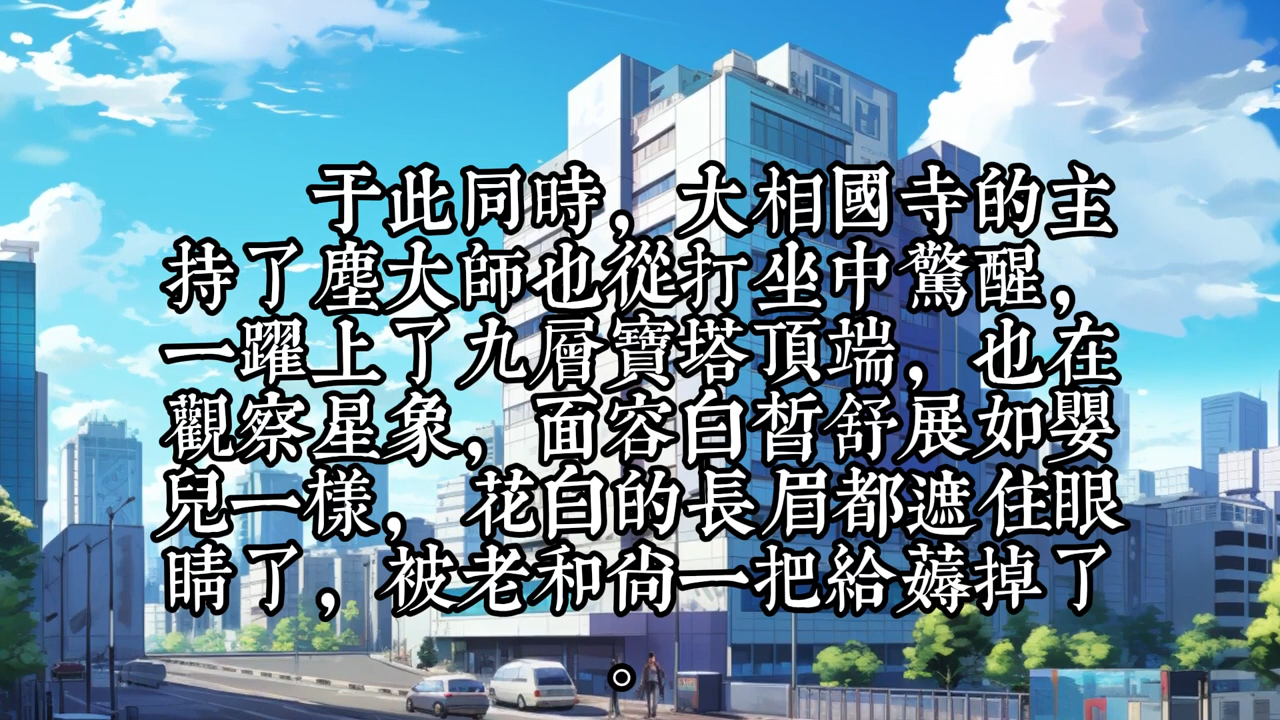 于此同時，大相國寺的主
持了塵大師也從打坐中驚醒，
一躍上了九層寶塔頂端，也在
觀察星象，面容白皙舒展如嬰
兒一樣，花白的長眉都遮住眼
睛了，被老和尚一把給薅掉了
。